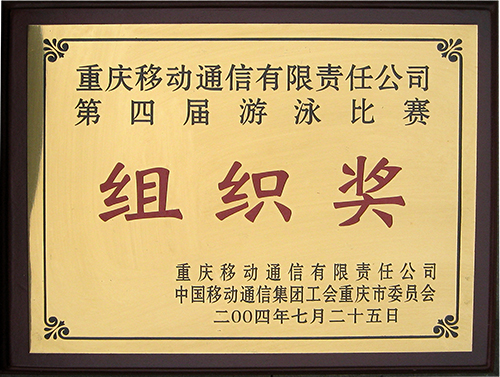 重庆移动通信有限责任公司
第四届游泳比赛
组织奖
重庆移动通信有限责任公司
中国移动通信集团工会重庆市委员会
二00四年七月二十五日